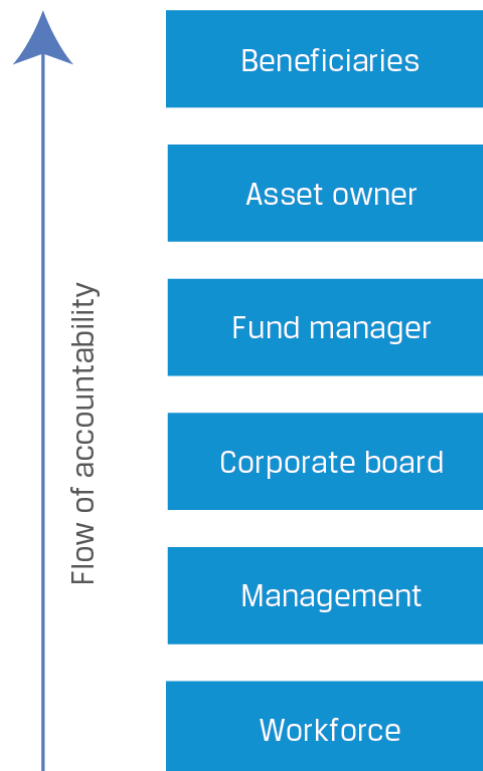 Beneficiaries
Asset owner
Fund manager
Corporate board
Management
Workforce
Flow of accountability